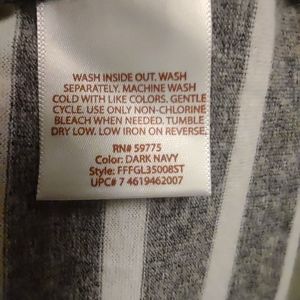 WASH INSIDE OUT. WASH
SEPARATELY. MACHINE WASH
COLD WITH LIKE COLORS. GENTLE
CYCLE. USE ONLY NON-CHLORINE
BLEACH WHEN NEEDED. TUMBLE
DRY LOW. LOW IRON ON REVERSE.
RN# 59775
Color: DARK NAVY
Style: FFFGL35008ST
UPC# 7 4619462007